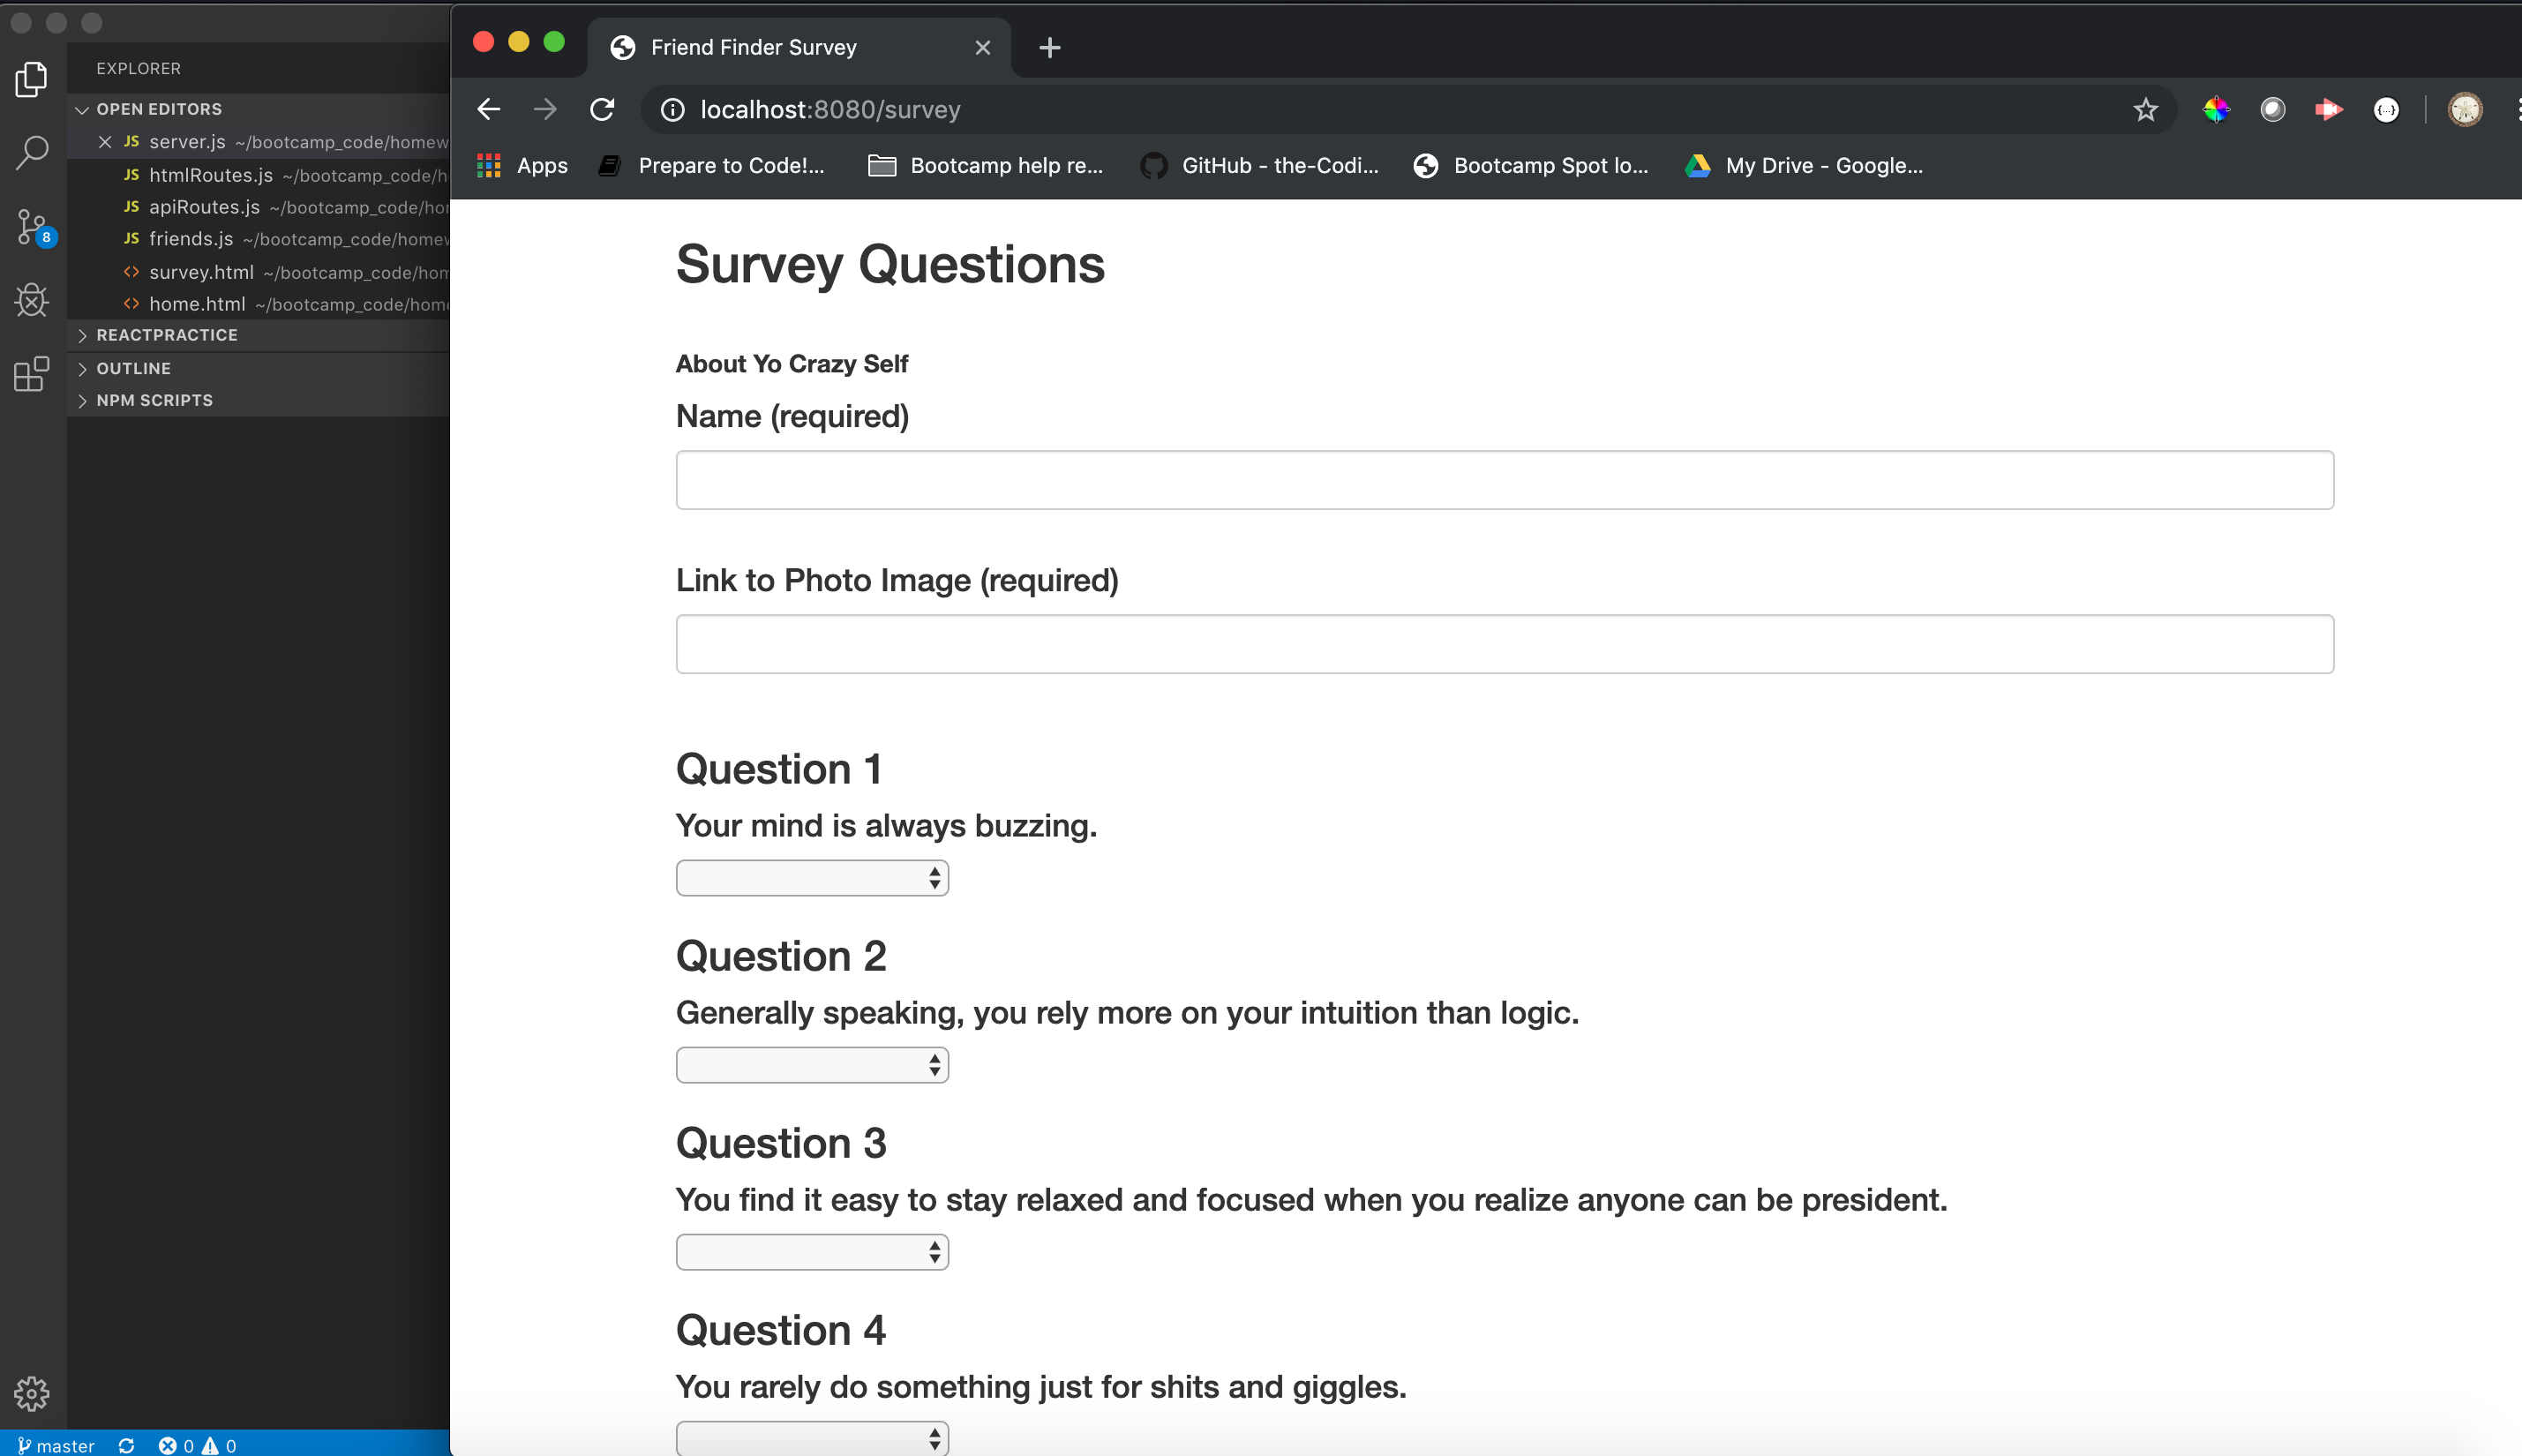 EXPLORER
OPEN EDITORS
JS server.js ~/bootcamp_code/homew
JS htmlRoutes.js ~/bootcamp_code/h
JS apiRoutes.js ~/bootcamp_code/ho
JS friends.js ~/bootcamp_code/home
<> survey.html ~/bootcamp_code/hom
<> home.html ~/bootcamp_code/hom
REACTPRACTICE
OUTLINE
NPM SCRIPTS
8
master 0 0
Friend Finder Survey
localhost:8080/survey
Apps Prepare to Code!... Bootcamp help re... GitHub - the-Codi... Bootcamp Spot lo... My Drive - Google...
Survey Questions
About Yo Crazy Self
Name (required)
Link to Photo Image (required)
Question 1
Your mind is always buzzing.
Question 2
Generally speaking, you rely more on your intuition than logic.
Question 3
You find it easy to stay relaxed and focused when you realize anyone can be president.
Question 4
You rarely do something just for shits and giggles.